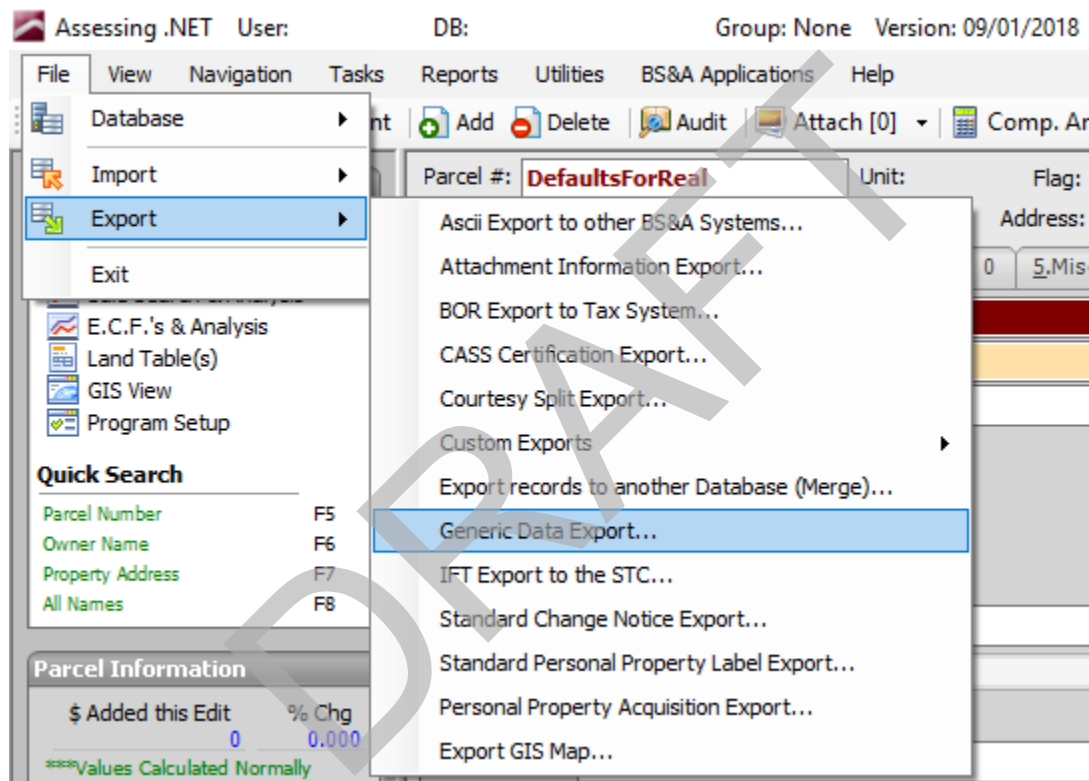 Assessing .NET User: DB: Group: None Version: 09/01/2018
File View Navigation Tasks Reports Utilities BS&A Applications Help
Database nt Add Delete Audit Attach [0] Comp. Ar
Import
Export
Exit
Parcel #: DefaultsForReal Unit: Flag:
Address:
0 5.Mis
Ascii Export to other BS&A Systems...
Attachment Information Export...
BOR Export to Tax System...
CASS Certification Export...
Courtesy Split Export...
Custom Exports
Export records to another Database (Merge)...
Generic Data Export...
IFT Export to the STC...
Standard Change Notice Export...
Standard Personal Property Label Export...
Personal Property Acquisition Export...
Export GIS Map...
E.C.F.'s & Analysis
Land Table(s)
GIS View
Program Setup
Quick Search
Parcel Number F5
Owner Name F6
Property Address F7
All Names F8
Parcel Information
$ Added this Edit % Chg
0 0.000
***Values Calculated Normally
DRAFT